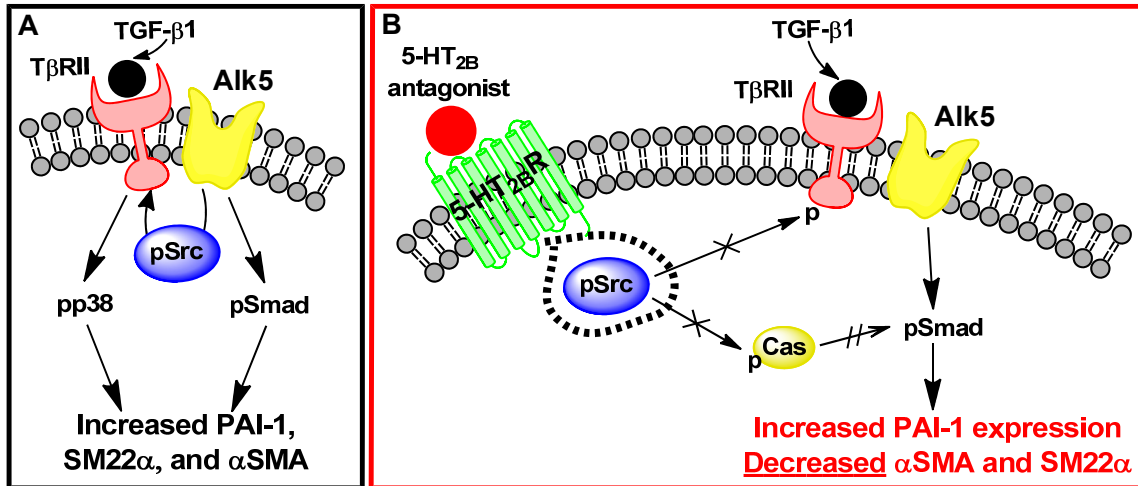 A
TGF-β1
TβRII
Alk5
pSrc
pp38
pSmad
Increased PAI-1,
SM22α, and αSMA
B
5-HT2B
antagonist
5-HT2BR
TGF-β1
TβRII
Alk5
p
pSrc
pCas
pSmad
Increased PAI-1 expression
Decreased αSMA and SM22α